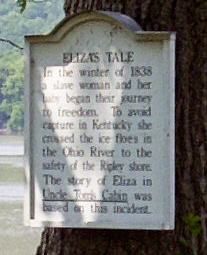 ELIZA'S TALE
In the winter of 1838
a slave woman and her
baby began their journey
to freedom. To avoid
capture in Kentucky she
crossed the ice floes in
the Ohio River to the
safety of the Ripley shore.
The story of Eliza in
Uncle Tom's Cabin was
based on this incident.